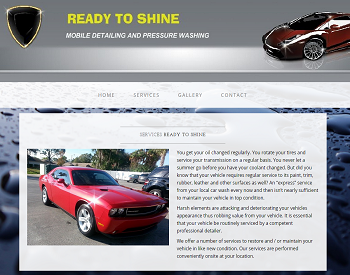 READY TO SHINE
MOBILE DETAILING AND PRESSURE WASHING
HOME
SERVICES
GALLERY
CONTACT
SERVICES READY TO SHINE
You get your oil changed regularly. You rotate your tires and
service your transmission on a regular basis. You never let a
summer go before you have your coolant changed. But did you
know that your vehicle requires regular service to its paint, trim,
rubber, leather and other surfaces as well? An "express" service
from your local car wash every now and then isn't nearly sufficient
to maintain your vehicle in top condition.
Harsh elements are attacking and deteriorating your vehicles
appearance thus robbing value from your vehicle. It is essential
that your vehicle be routinely serviced by a competent
professional detailer.
We offer a number of services to restore and / or maintain your
vehicle in like new condition. Our services are performed
conveniently onsite at your location.